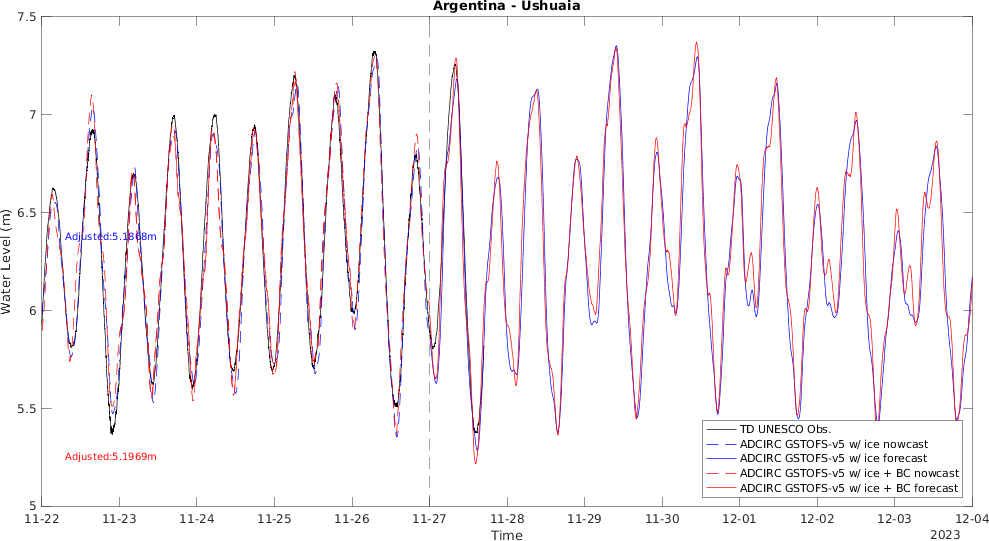 Argentina - Ushuaia
7.5
7
6.5
6
5.5
5
Water Level (m)
Adjusted:5.1868m
Adjusted:5.1969m
TD UNESCO Obs.
ADCIRC GSTOFS-v5 w/ ice nowcast
ADCIRC GSTOFS-v5 w/ ice forecast
ADCIRC GSTOFS-v5 w/ ice + BC nowcast
ADCIRC GSTOFS-v5 w/ ice + BC forecast
11-22 11-23 11-24 11-25 11-26 11-27 11-28 11-29 11-30 12-01 12-02 12-03 12-04
Time
2023